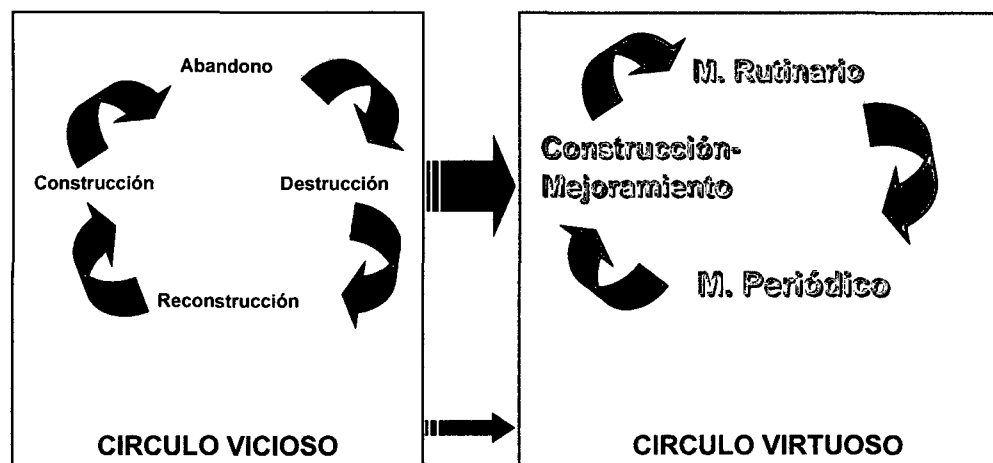 Abandono
Construcción
Destrucción
Reconstrucción
CIRCULO VICIOSO
M. Rutinario
Construcción-
Mejoramiento
M. Periódico
CIRCULO VIRTUOSO